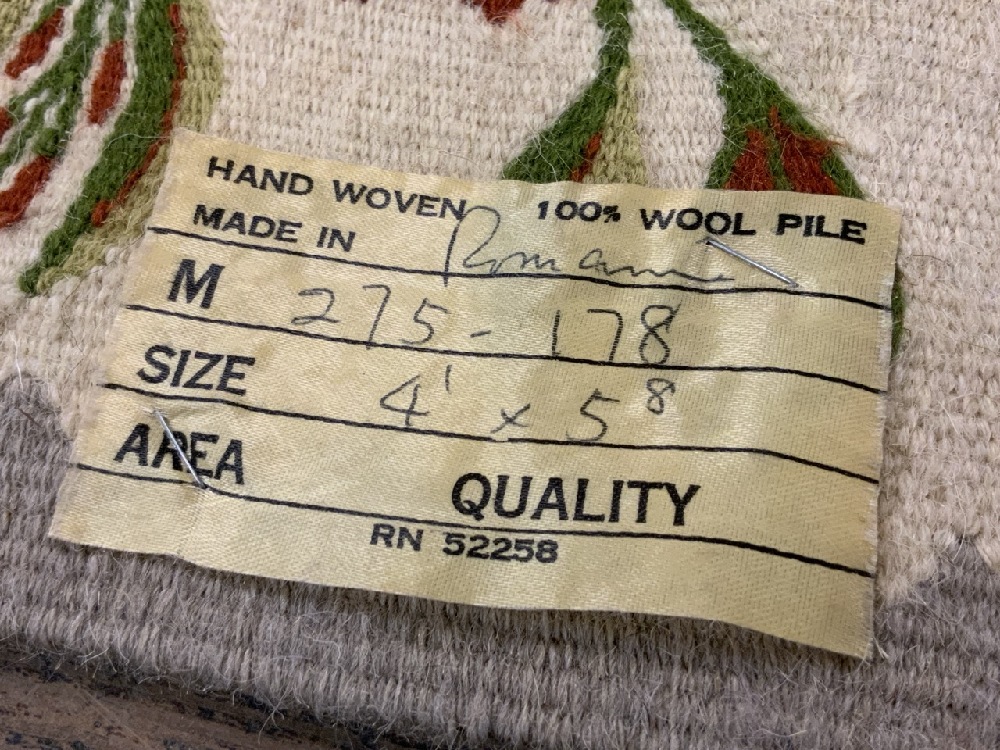 HAND WOVEN 100% WOOL PILE
MADE IN Romania
M 275-178
SIZE 4' x 5 8
AREA QUALITY
RN 52258